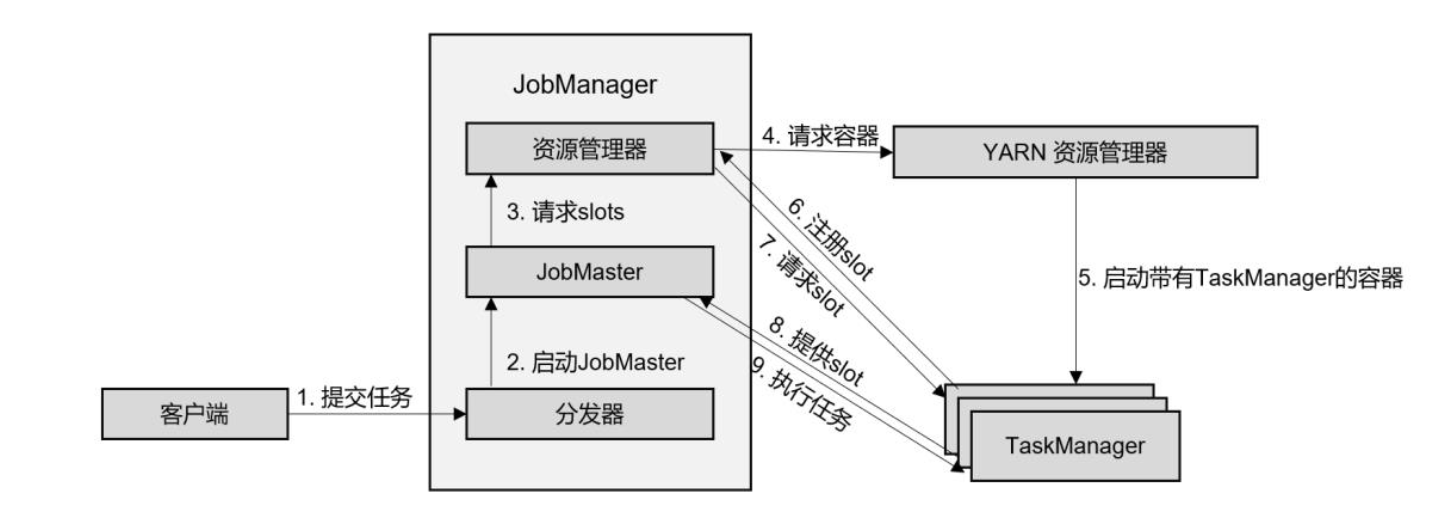 JobManager
资源管理器
4. 请求容器
YARN 资源管理器
3. 请求slots
6. 注册slot
7. 请求slot
JobMaster
5. 启动带有TaskManager的容器
8. 提供slot
2. 启动JobMaster
9. 执行任务
1. 提交任务
客户端
分发器
TaskManager